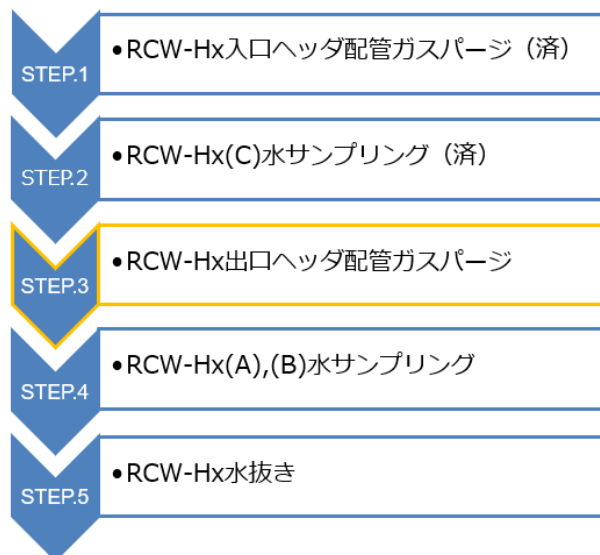 STEP.1
•RCW-Hx入口ヘッダ配管ガスパージ（済）
STEP.2
•RCW-Hx(C)水サンプリング（済）
STEP.3
•RCW-Hx出口ヘッダ配管ガスパージ
STEP.4
•RCW-Hx(A),(B)水サンプリング
STEP.5
•RCW-Hx水抜き